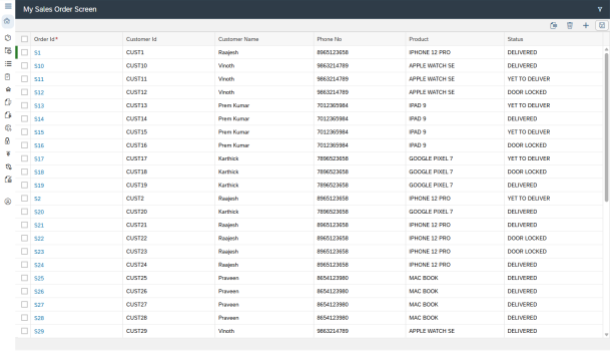 My Sales Order Screen
Order Id* Customer Id Customer Name Phone No Product Status
S1 CUST1 Raajesh 8965123658 IPHONE 12 PRO DELIVERED
S10 CUST10 Vinoth 9863214789 APPLE WATCH SE DELIVERED
S11 CUST11 Vinoth 9863214789 APPLE WATCH SE YET TO DELIVER
S12 CUST12 Vinoth 9863214789 APPLE WATCH SE DOOR LOCKED
S13 CUST13 Prem Kumar 7012365984 IPAD 9 YET TO DELIVER
S14 CUST14 Prem Kumar 7012365984 IPAD 9 DELIVERED
S15 CUST15 Prem Kumar 7012365984 IPAD 9 YET TO DELIVER
S16 CUST16 Prem Kumar 7012365984 IPAD 9 DOOR LOCKED
S17 CUST17 Karthick 7896523658 GOOGLE PIXEL 7 YET TO DELIVER
S18 CUST18 Karthick 7896523658 GOOGLE PIXEL 7 DOOR LOCKED
S19 CUST19 Karthick 7896523658 GOOGLE PIXEL 7 DELIVERED
S2 CUST2 Raajesh 8965123658 IPHONE 12 PRO YET TO DELIVER
S20 CUST20 Karthick 7896523658 GOOGLE PIXEL 7 DELIVERED
S21 CUST21 Raajesh 8965123658 IPHONE 12 PRO DELIVERED
S22 CUST22 Raajesh 8965123658 IPHONE 12 PRO DOOR LOCKED
S23 CUST23 Raajesh 8965123658 IPHONE 12 PRO DOOR LOCKED
S24 CUST24 Raajesh 8965123658 IPHONE 12 PRO DELIVERED
S25 CUST25 Praveen 8654123980 MAC BOOK DELIVERED
S26 CUST26 Praveen 8654123980 MAC BOOK DELIVERED
S27 CUST27 Praveen 8654123980 MAC BOOK DELIVERED
S28 CUST28 Praveen 8654123980 MAC BOOK DELIVERED
S29 CUST29 Vinoth 9863214789 APPLE WATCH SE DELIVERED